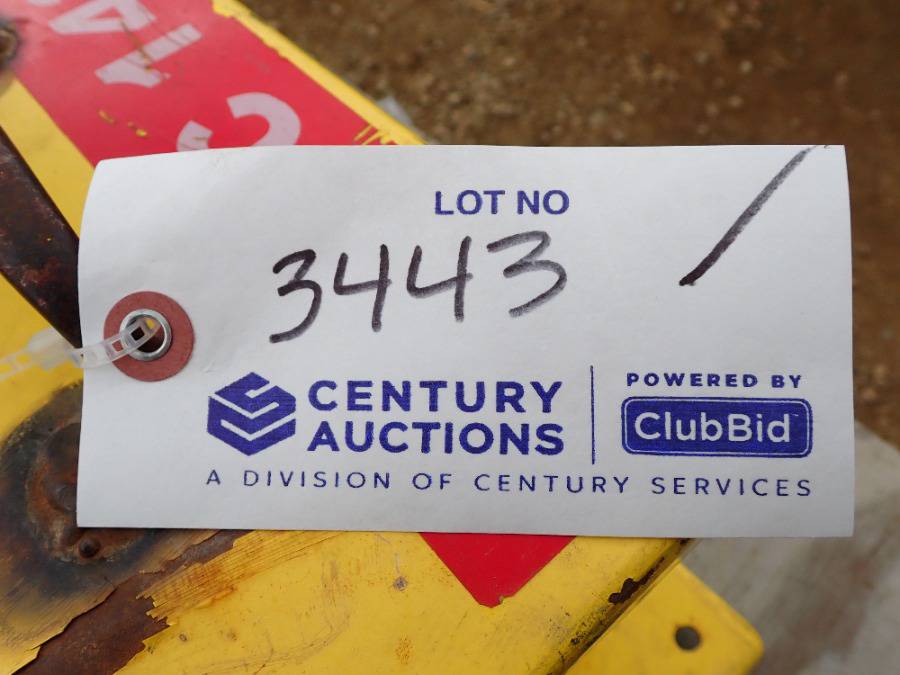 LOT NO
3443 /
CENTURY
AUCTIONS
A DIVISION OF CENTURY SERVICES
POWERED BY
ClubBid